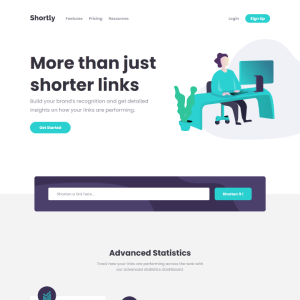 Shortly
Features Pricing Resources
Login Sign Up
More than just
shorter links
Build your brand's recognition and get detailed
insights on how your links are performing.
Get Started
Shorten a link here...
Shorten It!
Advanced Statistics
Track how your links are performing across the web with
our advanced statistics dashboard.